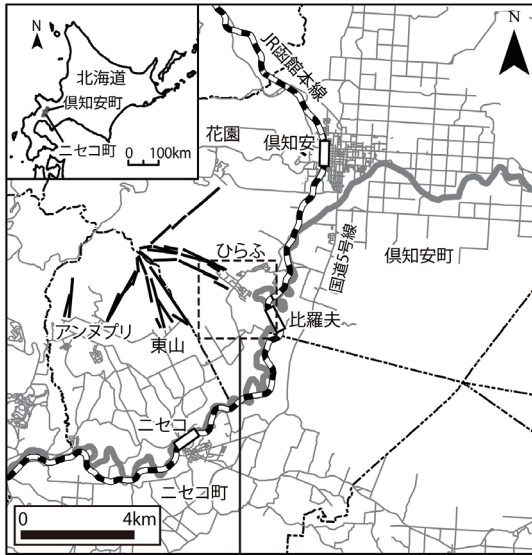 N
北海道
倶知安町
ニセコ町
0 100km
N
JR函館本線
花園
倶知安
国道5号線
倶知安町
ひらふ
比羅夫
アンヌプリ
東山
ニセコ
ニセコ町
0 4km